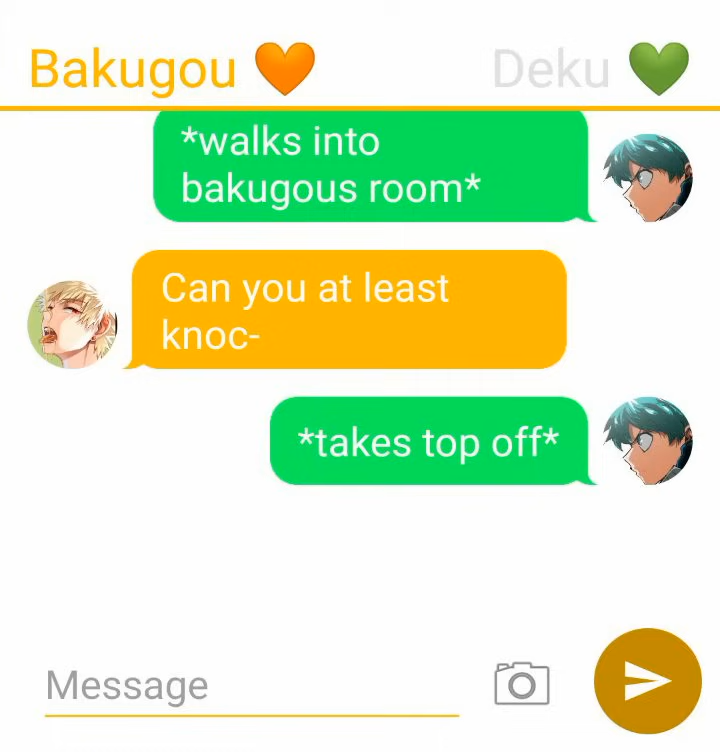 Bakugou 🧡 Deku 💚
*walks into
bakugous room*
Can you at least
knoc-
*takes top off*
Message